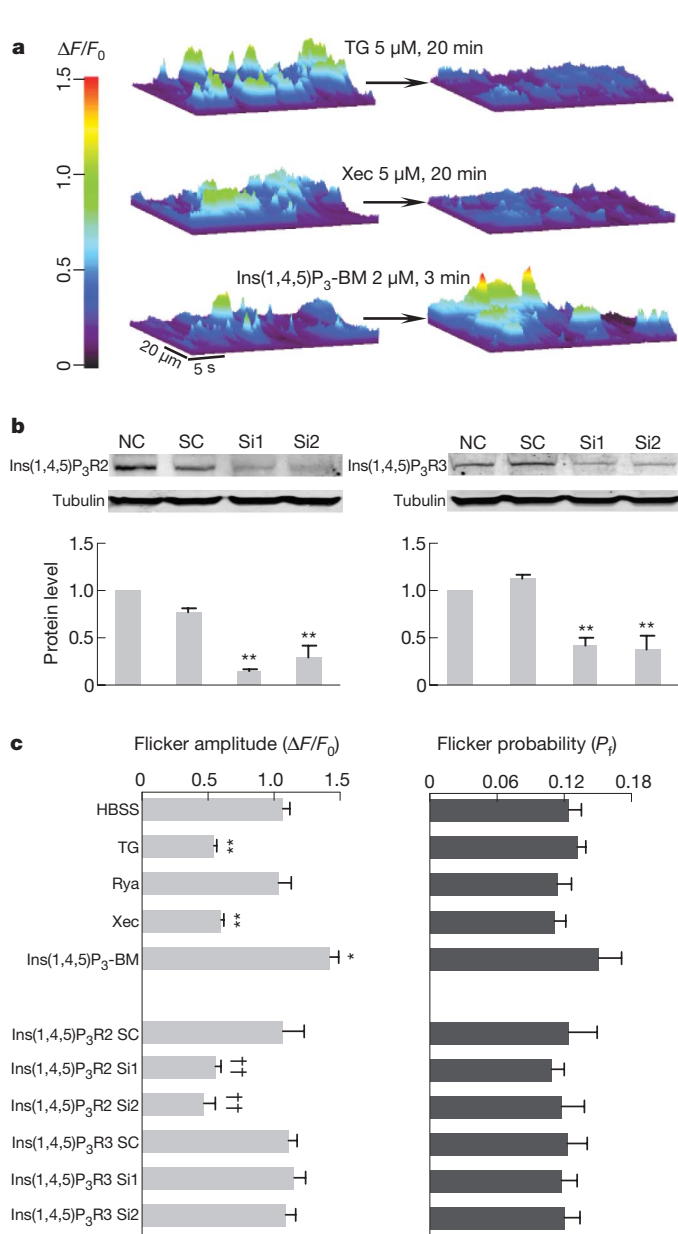 a
ΔF/F0
1.5
1.0
0.5
0
TG 5 µM, 20 min
Xec 5 µM, 20 min
Ins(1,4,5)P3-BM 2 µM, 3 min
20 µm
5 s
b
NC SC Si1 Si2
Ins(1,4,5)P3R2
Tubulin
NC SC Si1 Si2
Ins(1,4,5)P3R3
Tubulin
Protein level
1.5
1.0
0.5
0
**
**
1.5
1.0
0.5
0
**
**
c
Flicker amplitude (ΔF/F0)
0 0.5 1.0 1.5
Flicker probability (Pf)
0 0.06 0.12 0.18
HBSS
TG **
Rya
Xec **
Ins(1,4,5)P3-BM *
Ins(1,4,5)P3R2 SC
Ins(1,4,5)P3R2 Si1 ††
Ins(1,4,5)P3R2 Si2 ††
Ins(1,4,5)P3R3 SC
Ins(1,4,5)P3R3 Si1
Ins(1,4,5)P3R3 Si2